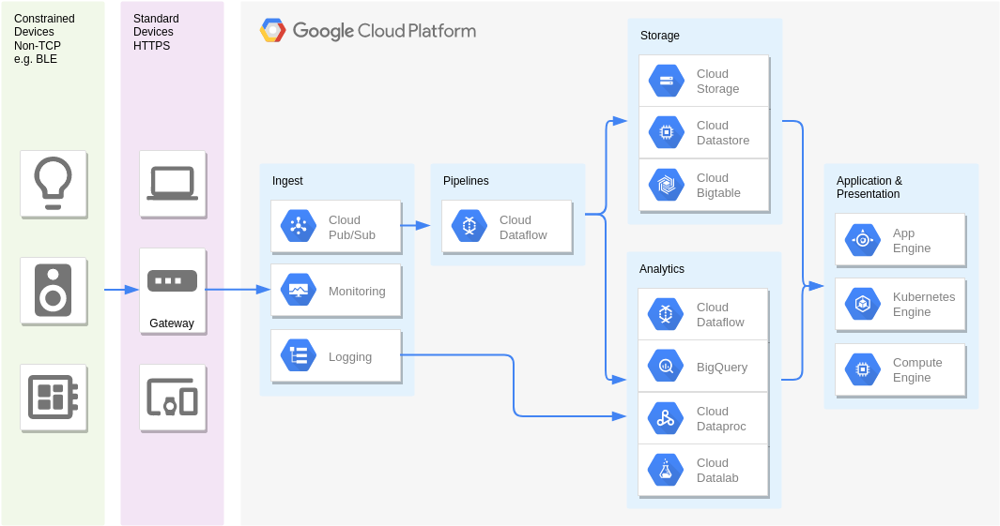 Constrained
Devices
Non-TCP
e.g. BLE
Standard
Devices
HTTPS
Gateway
Google Cloud Platform
Ingest
Cloud
Pub/Sub
Monitoring
Logging
Pipelines
Cloud
Dataflow
Storage
Cloud
Storage
Cloud
Datastore
Cloud
Bigtable
Analytics
Cloud
Dataflow
BigQuery
Cloud
Dataproc
Cloud
Datalab
Application &
Presentation
App
Engine
Kubernetes
Engine
Compute
Engine